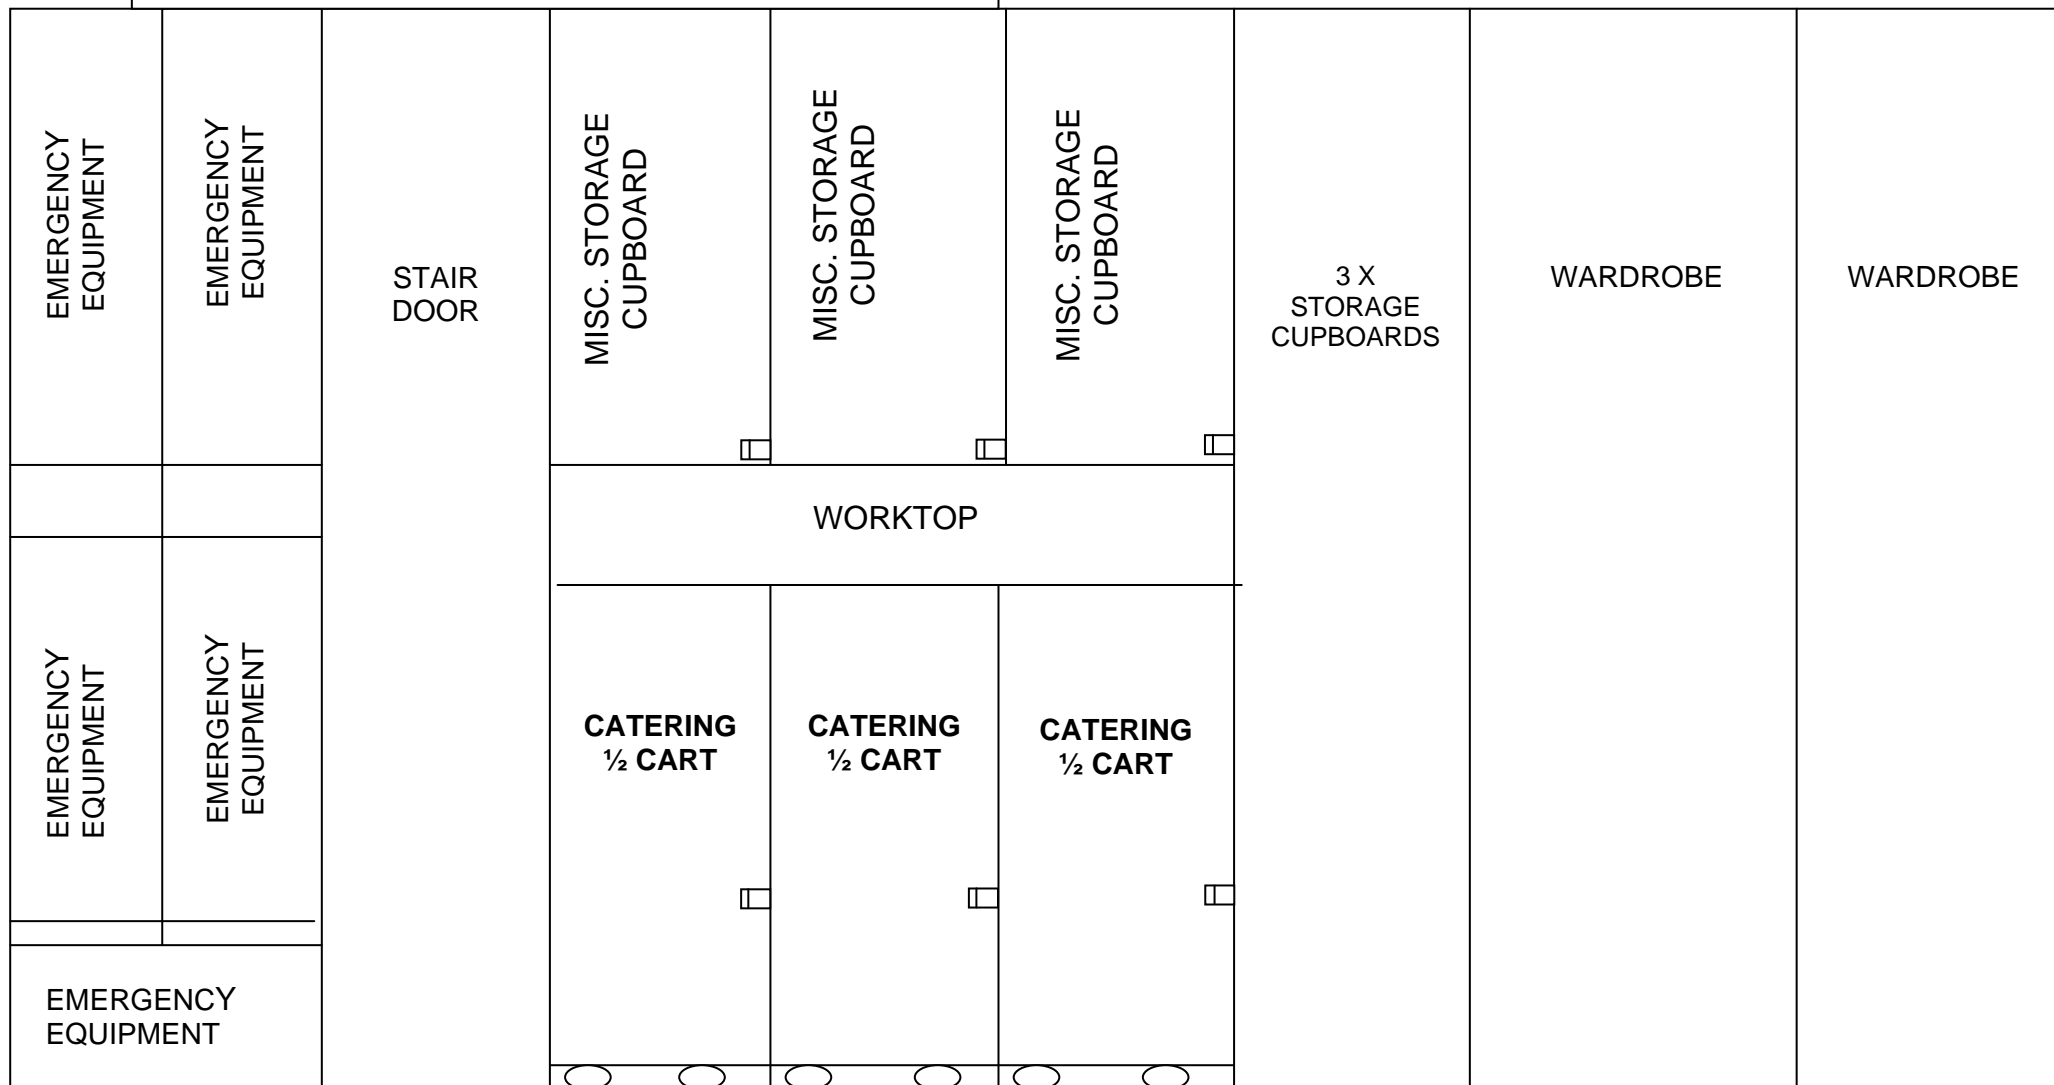 EMERGENCY
EQUIPMENT
EMERGENCY
EQUIPMENT
STAIR
DOOR
MISC. STORAGE
CUPBOARD
MISC. STORAGE
CUPBOARD
MISC. STORAGE
CUPBOARD
3 X
STORAGE
CUPBOARDS
WARDROBE
WARDROBE
WORKTOP
EMERGENCY
EQUIPMENT
EMERGENCY
EQUIPMENT
CATERING
½ CART
CATERING
½ CART
CATERING
½ CART
EMERGENCY
EQUIPMENT